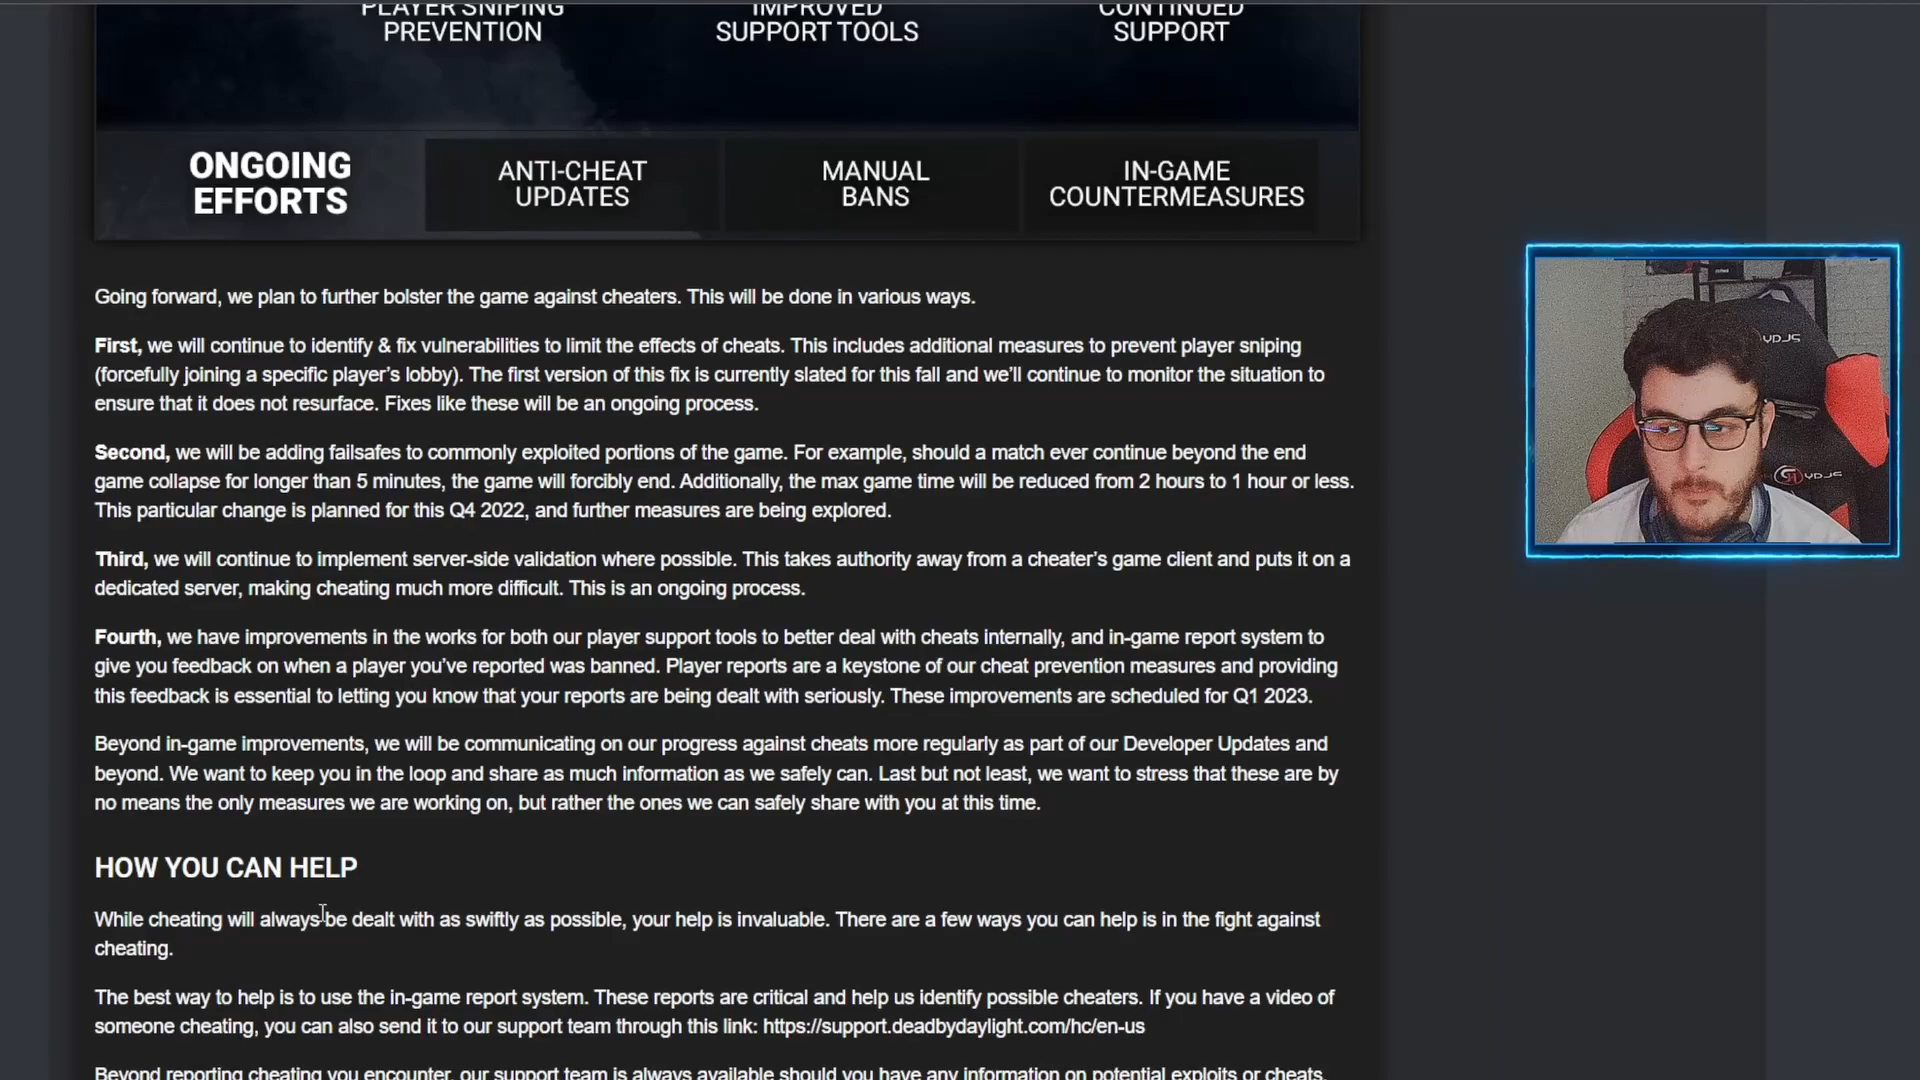 PLAYER SNIPING
PREVENTION
IMPROVED
SUPPORT TOOLS
CONTINUED
SUPPORT
ONGOING
EFFORTS
ANTI-CHEAT
UPDATES
MANUAL
BANS
IN-GAME
COUNTERMEASURES
Going forward, we plan to further bolster the game against cheaters. This will be done in various ways.
First, we will continue to identify & fix vulnerabilities to limit the effects of cheats. This includes additional measures to prevent player sniping
(forcefully joining a specific player's lobby). The first version of this fix is currently slated for this fall and we'll continue to monitor the situation to
ensure that it does not resurface. Fixes like these will be an ongoing process.
Second, we will be adding failsafes to commonly exploited portions of the game. For example, should a match ever continue beyond the end
game collapse for longer than 5 minutes, the game will forcibly end. Additionally, the max game time will be reduced from 2 hours to 1 hour or less.
This particular change is planned for this Q4 2022, and further measures are being explored.
Third, we will continue to implement server-side validation where possible. This takes authority away from a cheater's game client and puts it on a
dedicated server, making cheating much more difficult. This is an ongoing process.
Fourth, we have improvements in the works for both our player support tools to better deal with cheats internally, and in-game report system to
give you feedback on when a player you've reported was banned. Player reports are a keystone of our cheat prevention measures and providing
this feedback is essential to letting you know that your reports are being dealt with seriously. These improvements are scheduled for Q1 2023.
Beyond in-game improvements, we will be communicating on our progress against cheats more regularly as part of our Developer Updates and
beyond. We want to keep you in the loop and share as much information as we safely can. Last but not least, we want to stress that these are by
no means the only measures we are working on, but rather the ones we can safely share with you at this time.
HOW YOU CAN HELP
While cheating will always be dealt with as swiftly as possible, your help is invaluable. There are a few ways you can help is in the fight against
cheating.
The best way to help is to use the in-game report system. These reports are critical and help us identify possible cheaters. If you have a video of
someone cheating, you can also send it to our support team through this link: https://support.deadbydaylight.com/hc/en-us
Beyond reporting cheating you encounter, our support team is always available should you have any information on potential exploits or cheats.
VDJS
VDJS